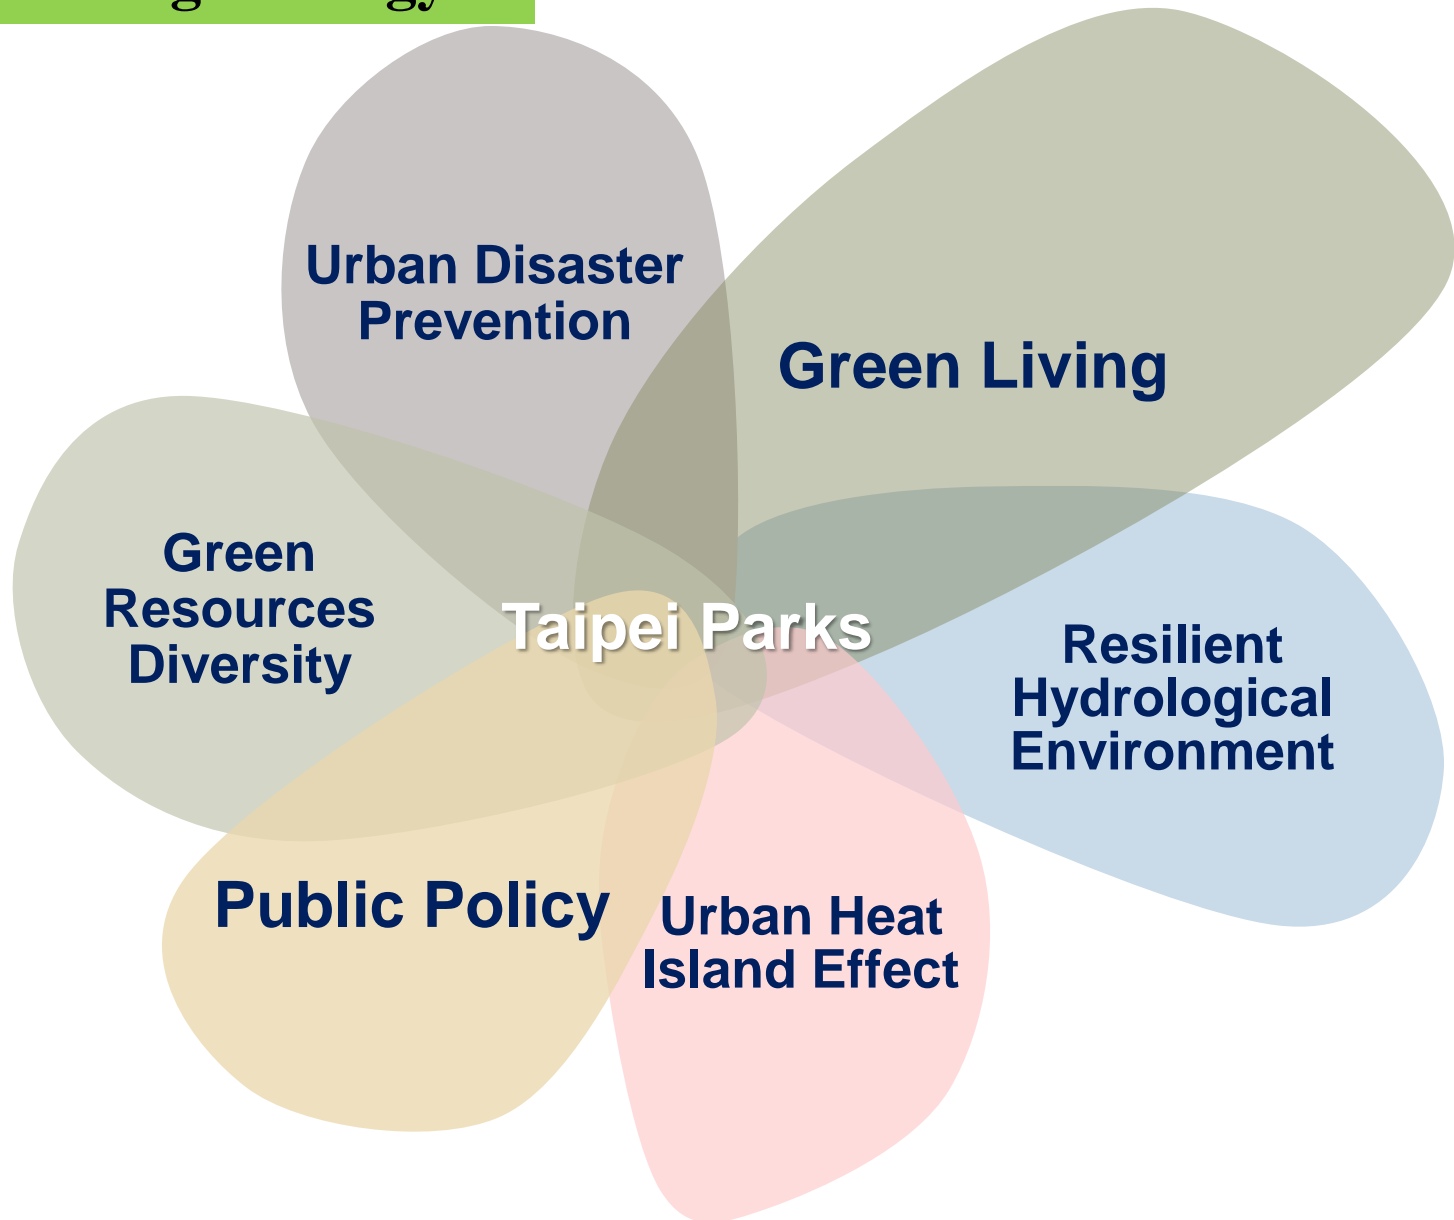 Urban Disaster
Prevention
Green Living
Green
Resources
Diversity
Taipei Parks
Resilient
Hydrological
Environment
Public Policy
Urban Heat
Island Effect